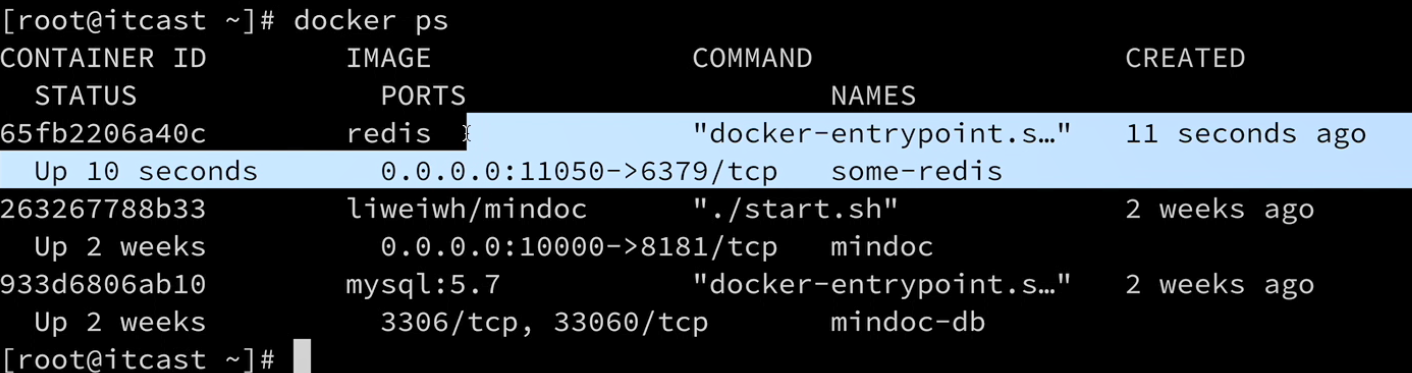 [root@itcast ~]# docker ps
CONTAINER ID        IMAGE               COMMAND                  CREATED
  STATUS              PORTS                     NAMES
65fb2206a40c        redis               "docker-entrypoint.s…"   11 seconds ago
  Up 10 seconds       0.0.0.0:11050->6379/tcp   some-redis
263267788b33        liweiwh/mindoc      "./start.sh"             2 weeks ago
  Up 2 weeks          0.0.0.0:10000->8181/tcp   mindoc
933d6806ab10        mysql:5.7           "docker-entrypoint.s…"   2 weeks ago
  Up 2 weeks          3306/tcp, 33060/tcp       mindoc-db
[root@itcast ~]#